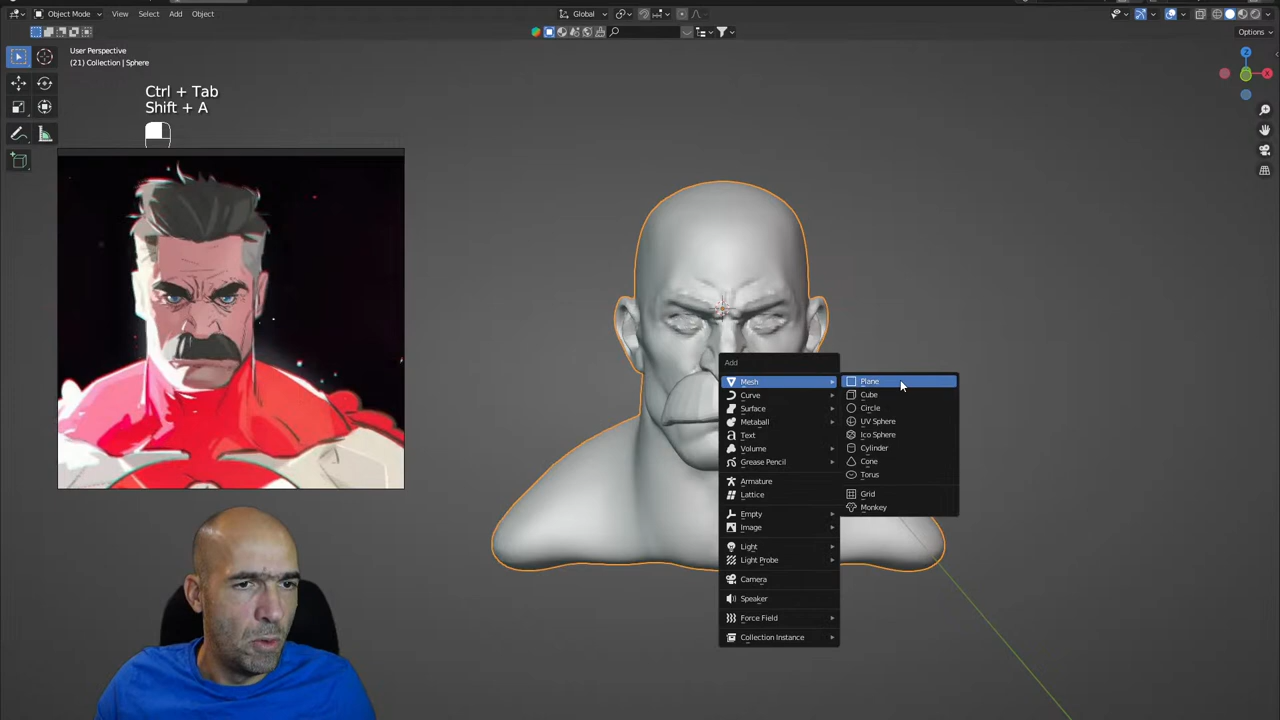 Object Mode
View
Select
Add
Object
Global
Options
User Perspective
(21) Collection | Sphere
Ctrl + Tab
Shift + A
Z
X
Add
Mesh
Curve
Surface
Metaball
Text
Volume
Grease Pencil
Armature
Lattice
Empty
Image
Light
Light Probe
Camera
Speaker
Force Field
Collection Instance
Plane
Cube
Circle
UV Sphere
Ico Sphere
Cylinder
Cone
Torus
Grid
Monkey